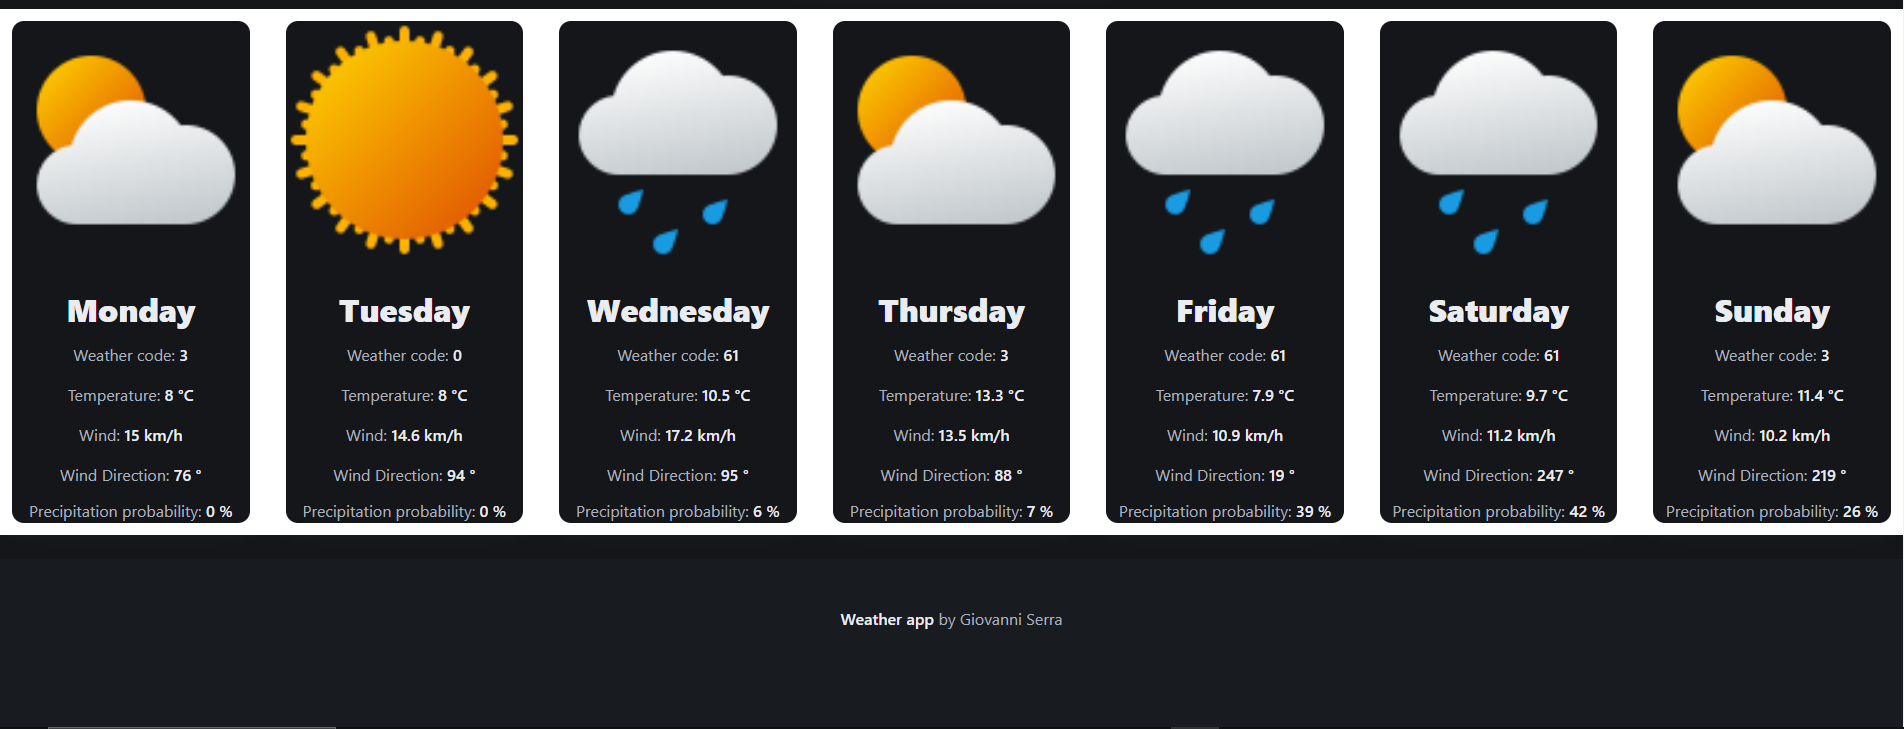 Monday
Weather code: 3
Temperature: 8 °C
Wind: 15 km/h
Wind Direction: 76 °
Precipitation probability: 0 %
Tuesday
Weather code: 0
Temperature: 8 °C
Wind: 14.6 km/h
Wind Direction: 94 °
Precipitation probability: 0 %
Wednesday
Weather code: 61
Temperature: 10.5 °C
Wind: 17.2 km/h
Wind Direction: 95 °
Precipitation probability: 6 %
Thursday
Weather code: 3
Temperature: 13.3 °C
Wind: 13.5 km/h
Wind Direction: 88 °
Precipitation probability: 7 %
Friday
Weather code: 61
Temperature: 7.9 °C
Wind: 10.9 km/h
Wind Direction: 19 °
Precipitation probability: 39 %
Saturday
Weather code: 61
Temperature: 9.7 °C
Wind: 11.2 km/h
Wind Direction: 247 °
Precipitation probability: 42 %
Sunday
Weather code: 3
Temperature: 11.4 °C
Wind: 10.2 km/h
Wind Direction: 219 °
Precipitation probability: 26 %
Weather app by Giovanni Serra